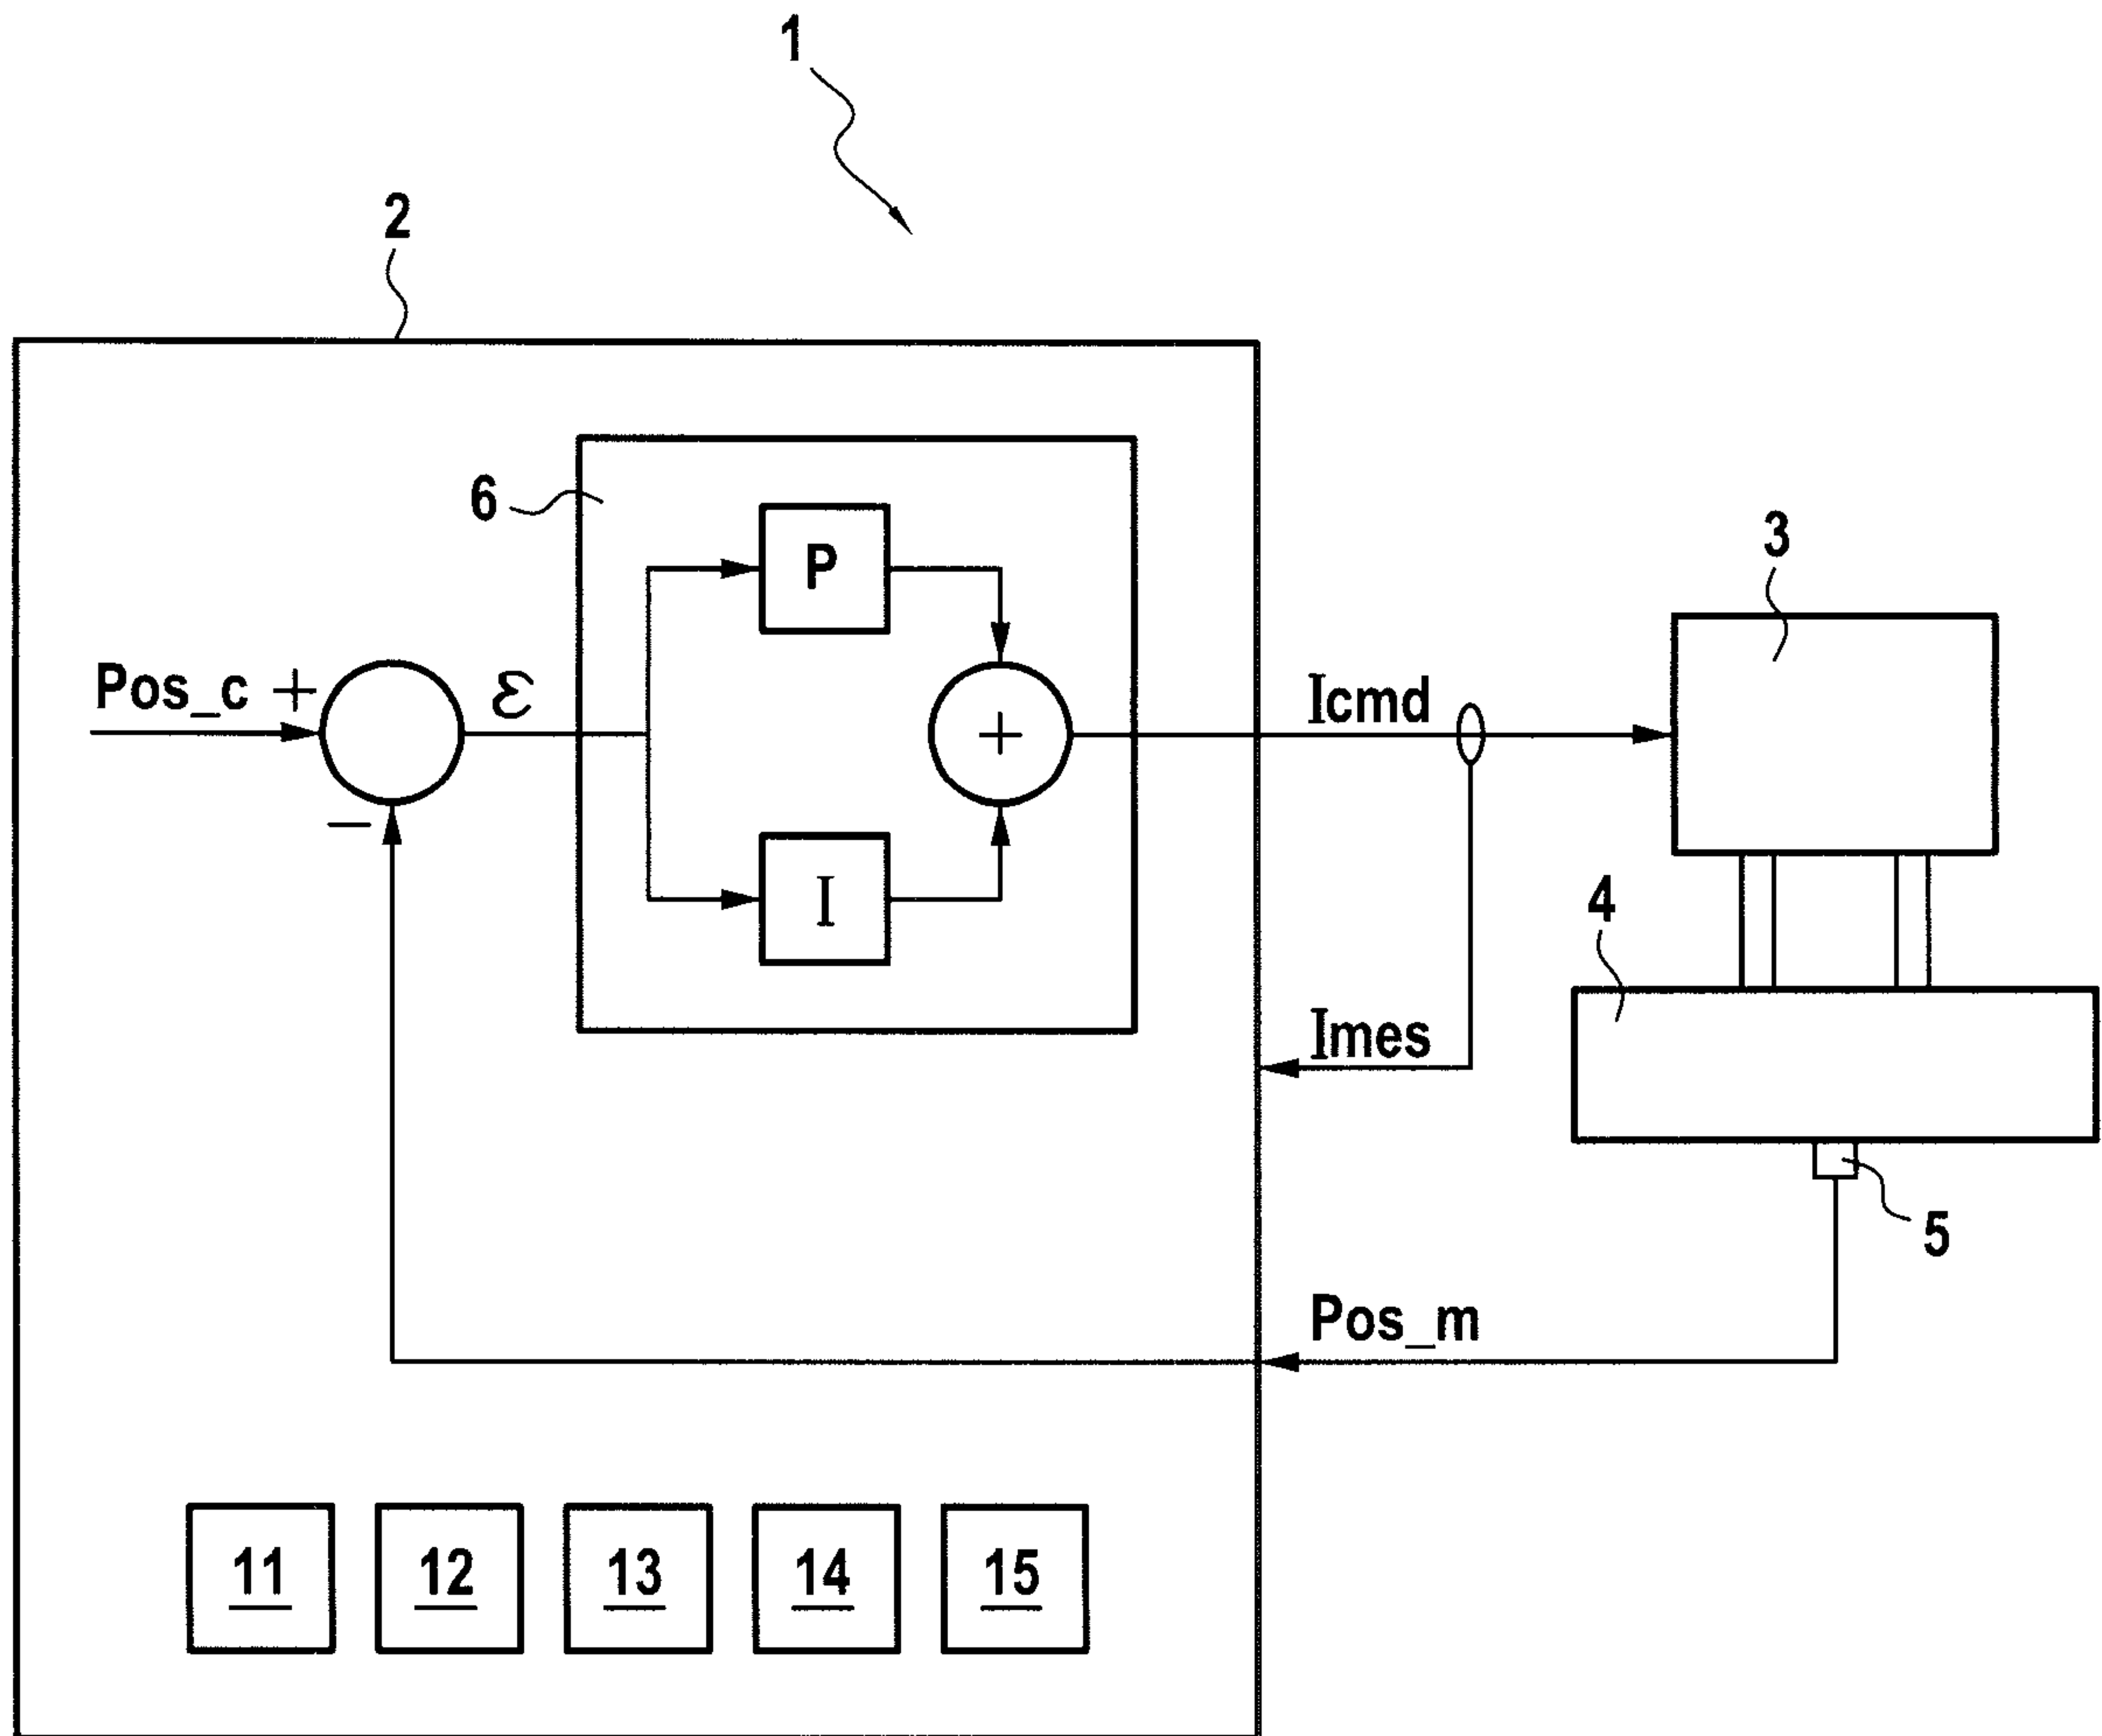 1
2
6
P
3
Pos_c +
ε
+
Icmd
−
I
4
Imes
5
Pos_m
11 12 13 14 15